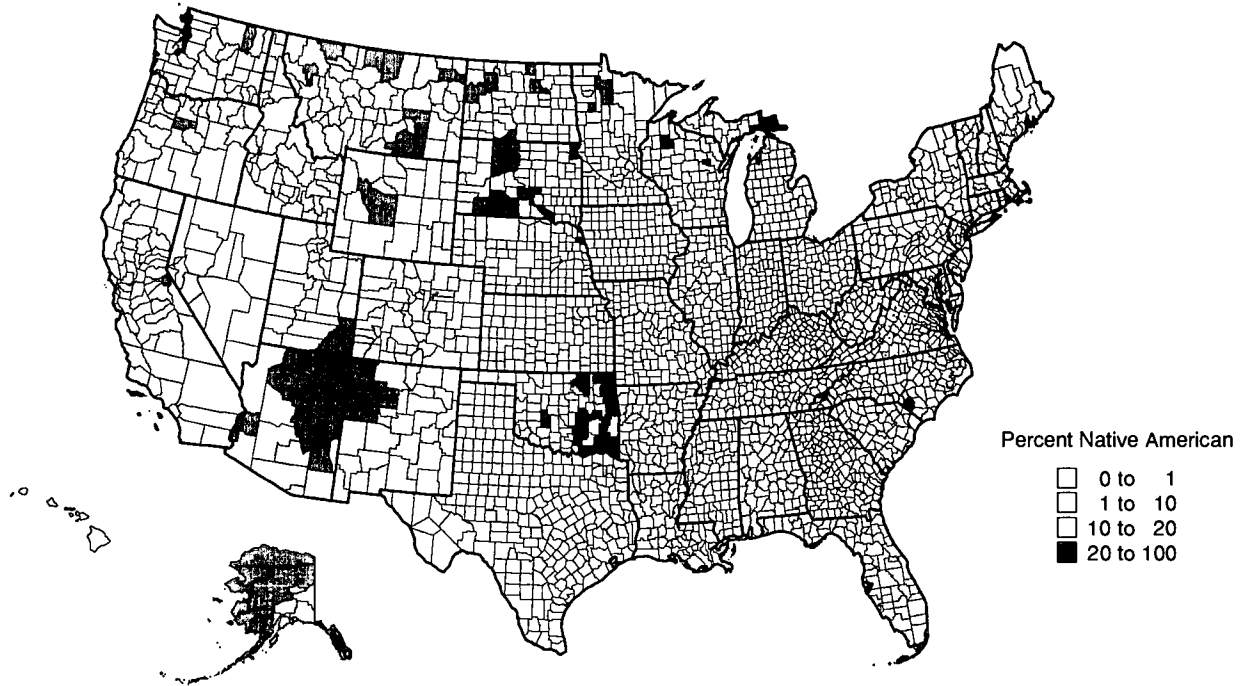 Percent Native American
0 to 1
1 to 10
10 to 20
20 to 100